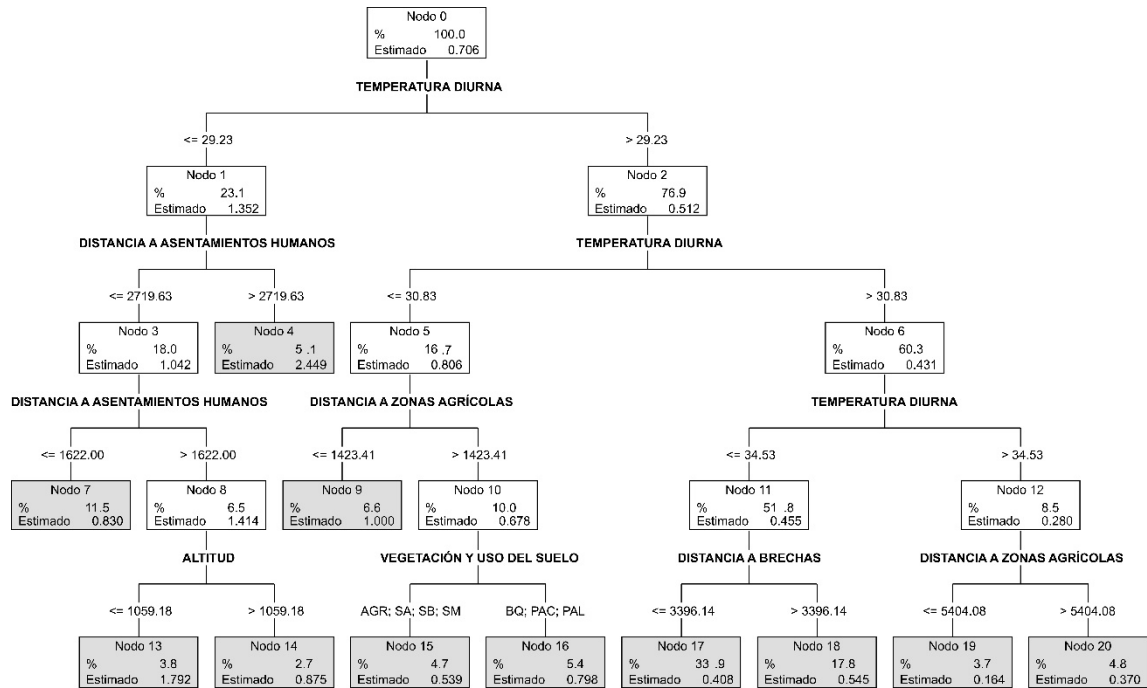 Nodo 0
% 100.0
Estimado 0.706
TEMPERATURA DIURNA
<= 29.23 > 29.23
Nodo 1
% 23.1
Estimado 1.352
Nodo 2
% 76.9
Estimado 0.512
DISTANCIA A ASENTAMIENTOS HUMANOS
TEMPERATURA DIURNA
<= 2719.63 > 2719.63
<= 30.83 > 30.83
Nodo 3
% 18.0
Estimado 1.042
Nodo 4
% 5 .1
Estimado 2.449
Nodo 5
% 16 .7
Estimado 0.806
Nodo 6
% 60.3
Estimado 0.431
DISTANCIA A ASENTAMIENTOS HUMANOS
DISTANCIA A ZONAS AGRÍCOLAS
TEMPERATURA DIURNA
<= 1622.00 > 1622.00
<= 1423.41 > 1423.41
<= 34.53 > 34.53
Nodo 7
% 11.5
Estimado 0.830
Nodo 8
% 6.5
Estimado 1.414
Nodo 9
% 6.6
Estimado 1.000
Nodo 10
% 10.0
Estimado 0.678
Nodo 11
% 51 .8
Estimado 0.455
Nodo 12
% 8.5
Estimado 0.280
ALTITUD
VEGETACIÓN Y USO DEL SUELO
DISTANCIA A BRECHAS
DISTANCIA A ZONAS AGRÍCOLAS
<= 1059.18 > 1059.18
AGR; SA; SB; SM BQ; PAC; PAL
<= 3396.14 > 3396.14
<= 5404.08 > 5404.08
Nodo 13
% 3.8
Estimado 1.792
Nodo 14
% 2.7
Estimado 0.875
Nodo 15
% 4.7
Estimado 0.539
Nodo 16
% 5.4
Estimado 0.798
Nodo 17
% 33 .9
Estimado 0.408
Nodo 18
% 17.8
Estimado 0.545
Nodo 19
% 3.7
Estimado 0.164
Nodo 20
% 4.8
Estimado 0.370